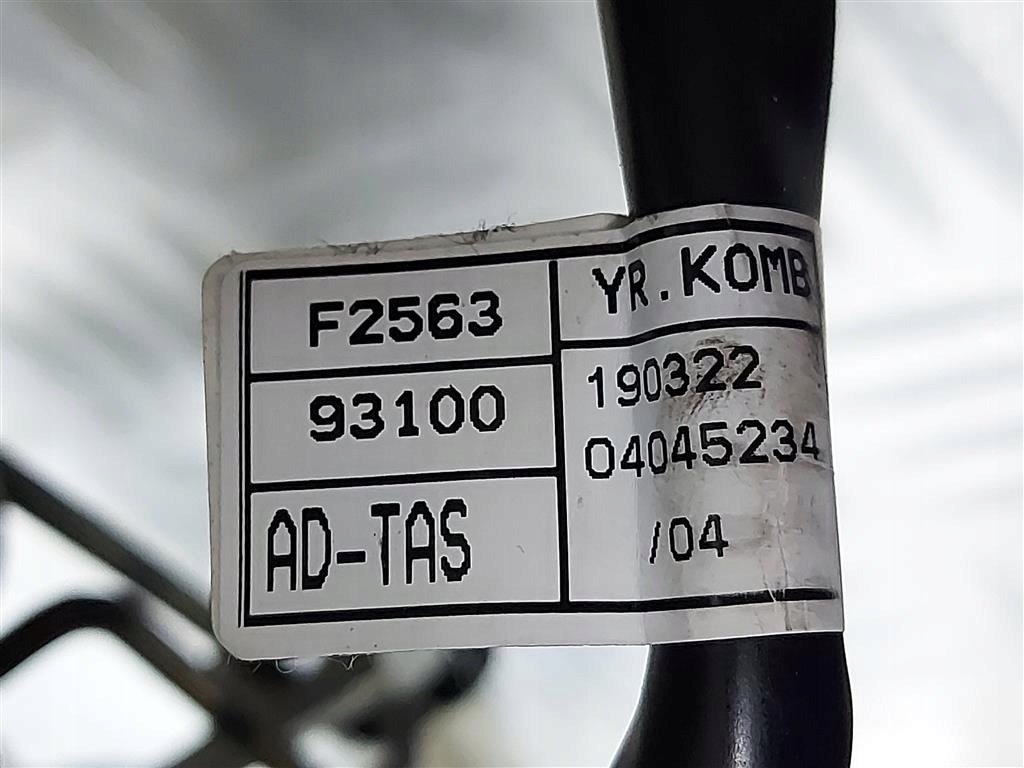 F2563
93100
AD-TAS
YR.KOMB
190322
04045234
/04